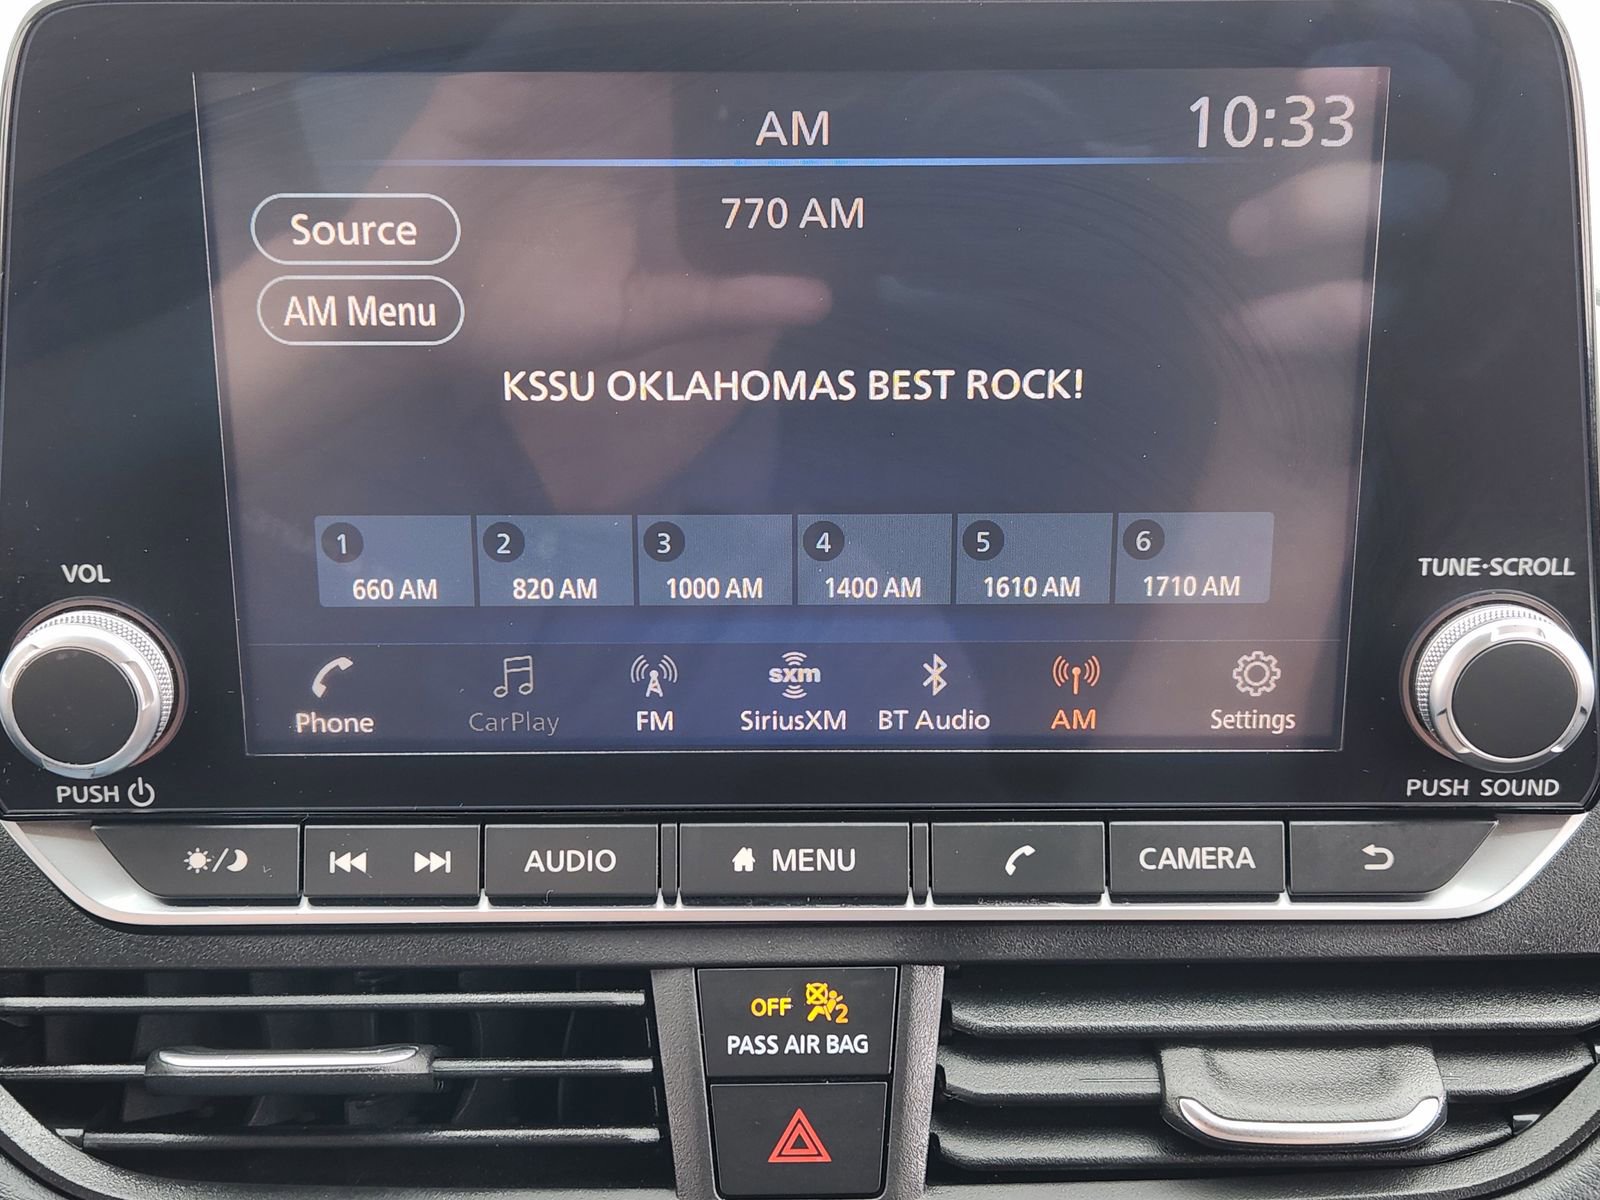 AM
10:33
770 AM
Source
AM Menu
KSSU OKLAHOMAS BEST ROCK!
1 2 3 4 5 6
660 AM 820 AM 1000 AM 1400 AM 1610 AM 1710 AM
VOL
TUNE·SCROLL
sxm
Phone CarPlay FM SiriusXM BT Audio AM Settings
PUSH
PUSH SOUND
AUDIO
MENU
CAMERA
OFF 2
PASS AIR BAG